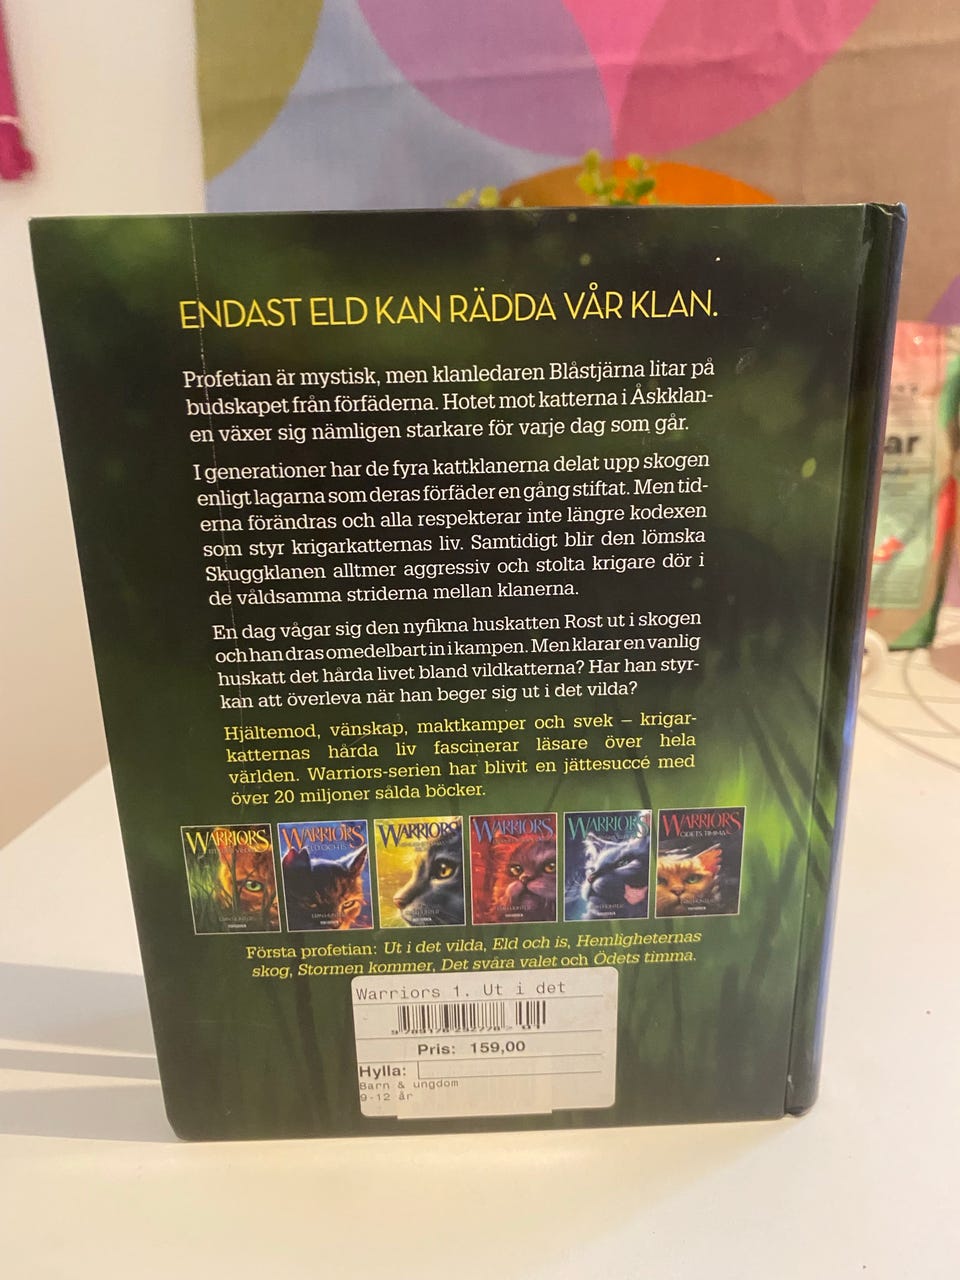 ENDAST ELD KAN RÄDDA VÅR KLAN.
Profetian är mystisk, men klanledaren Blåstjärna litar på
budskapet från förfäderna. Hotet mot katterna i Åskklan-
en växer sig nämligen starkare för varje dag som går.
I generationer har de fyra kattklanerna delat upp skogen
enligt lagarna som deras förfäder en gång stiftat. Men tid-
erna förändras och alla respekterar inte längre kodexen
som styr krigarkatternas liv. Samtidigt blir den lömska
Skuggklanen alltmer aggressiv och stolta krigare dör i
de våldsamma striderna mellan klanerna.
En dag vågar sig den nyfikna huskatten Rost ut i skogen
och han dras omedelbart in i kampen. Men klarar en vanlig
huskatt det hårda livet bland vildkatterna? Har han styr-
kan att överleva när han beger sig ut i det vilda?
Hjältemod, vänskap, maktkamper och svek – krigar-
katternas hårda liv fascinerar läsare över hela
världen. Warriors-serien har blivit en jättesuccé med
över 20 miljoner sålda böcker.
WARRIORS WARRIORS WARRIORS WARRIORS WARRIORS WARRIORS
ELD OCH IS ÖDETS TIMMA
Första profetian: Ut i det vilda, Eld och is, Hemligheternas
skog, Stormen kommer, Det svåra valet och Ödets timma.
Warriors 1. Ut i det
Pris: 159,00
Hylla:
Barn & ungdom
9-12 år
ar